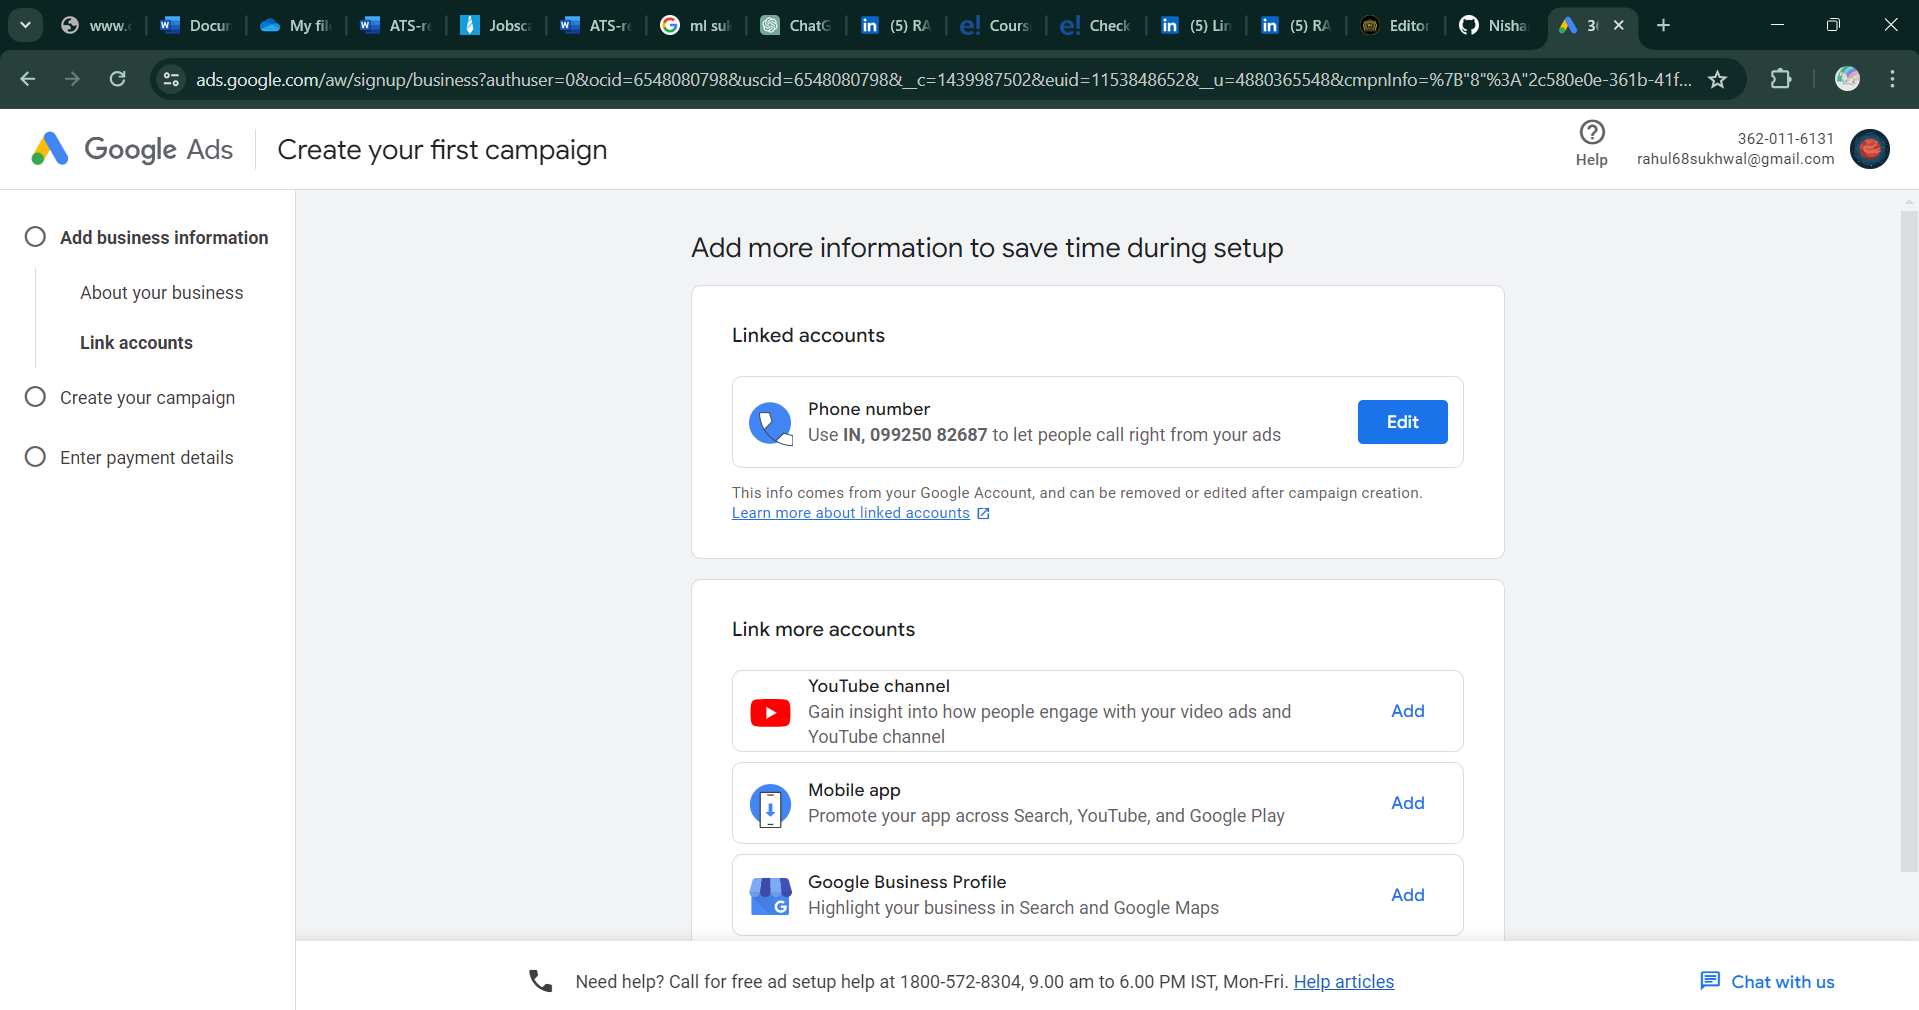 www.
Docum
My fil
ATS-re
Jobsca
ATS-re
ml suk
ChatG
(5) RA
Cours
Check
(5) Lin
(5) RA
Editor
Nisha
36
ads.google.com/aw/signup/business?authuser=0&ocid=6548080798&uscid=6548080798&__c=1439987502&euid=1153848652&__u=4880365548&cmpnInfo=%7B"8"%3A"2c580e0e-361b-41f...
Google Ads
Create your first campaign
Help
362-011-6131
rahul68sukhwal@gmail.com
Add business information
About your business
Link accounts
Create your campaign
Enter payment details
Add more information to save time during setup
Linked accounts
Phone number
Use IN, 099250 82687 to let people call right from your ads
Edit
This info comes from your Google Account, and can be removed or edited after campaign creation.
Learn more about linked accounts
Link more accounts
YouTube channel
Gain insight into how people engage with your video ads and
YouTube channel
Add
Mobile app
Promote your app across Search, YouTube, and Google Play
Add
Google Business Profile
Highlight your business in Search and Google Maps
Add
Need help? Call for free ad setup help at 1800-572-8304, 9.00 am to 6.00 PM IST, Mon-Fri. Help articles
Chat with us